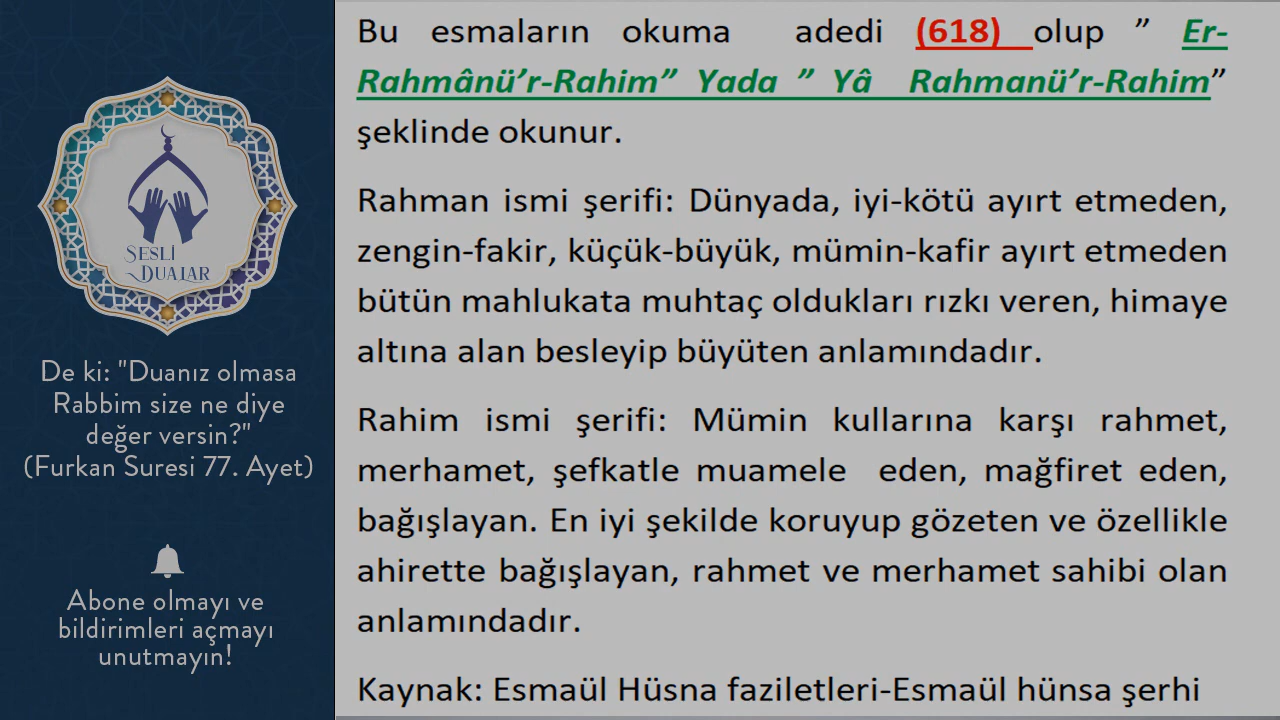 SESLİ
DUALAR
De ki: "Duanız olmasa
Rabbim size ne diye
değer versin?"
(Furkan Suresi 77. Ayet)
Abone olmayı ve
bildirimleri açmayı
unutmayın!
Bu esmaların okuma adedi (618) olup ” Er-
Rahmânü’r-Rahim” Yada ” Yâ Rahmanü’r-Rahim”
şeklinde okunur.
Rahman ismi şerifi: Dünyada, iyi-kötü ayırt etmeden,
zengin-fakir, küçük-büyük, mümin-kafir ayırt etmeden
bütün mahlukata muhtaç oldukları rızkı veren, himaye
altına alan besleyip büyüten anlamındadır.
Rahim ismi şerifi: Mümin kullarına karşı rahmet,
merhamet, şefkatle muamele eden, mağfiret eden,
bağışlayan. En iyi şekilde koruyup gözeten ve özellikle
ahirette bağışlayan, rahmet ve merhamet sahibi olan
anlamındadır.
Kaynak: Esmaül Hüsna faziletleri-Esmaül hünsa şerhi